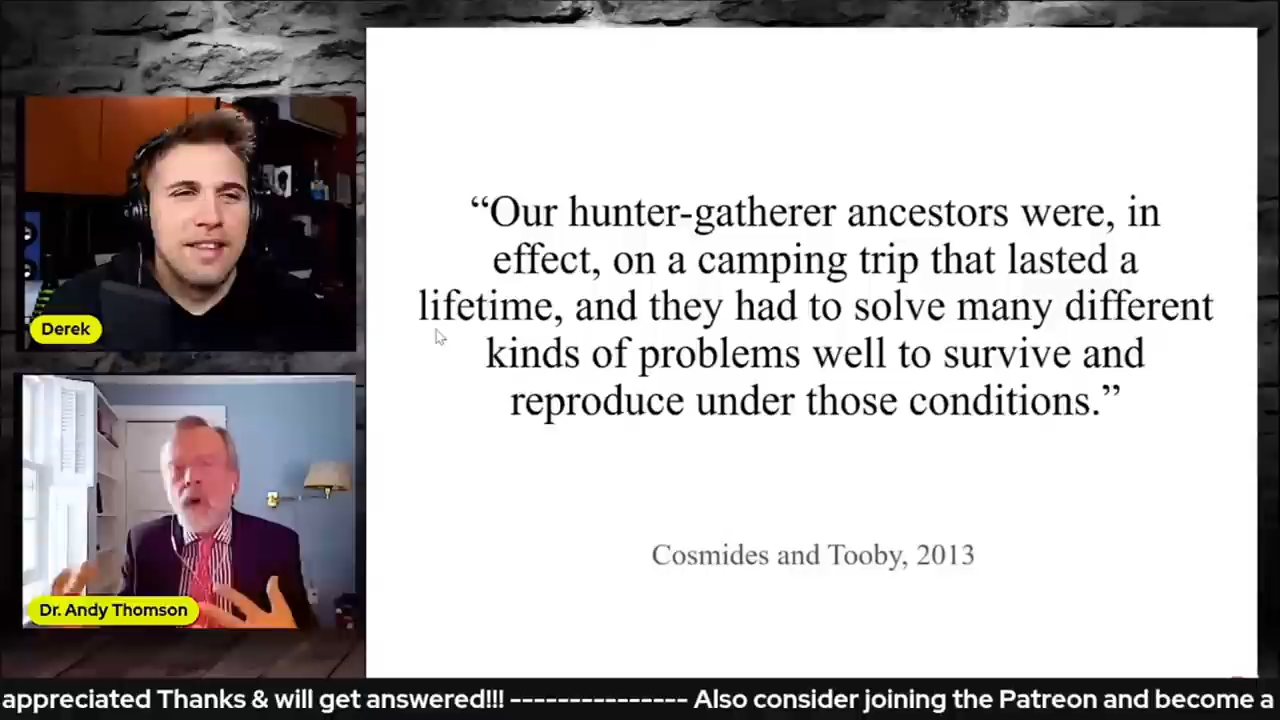 “Our hunter-gatherer ancestors were, in
effect, on a camping trip that lasted a
lifetime, and they had to solve many different
kinds of problems well to survive and
reproduce under those conditions.”
Cosmides and Tooby, 2013
Derek
Dr. Andy Thomson
appreciated Thanks & will get answered!!! --------------- Also consider joining the Patreon and become a